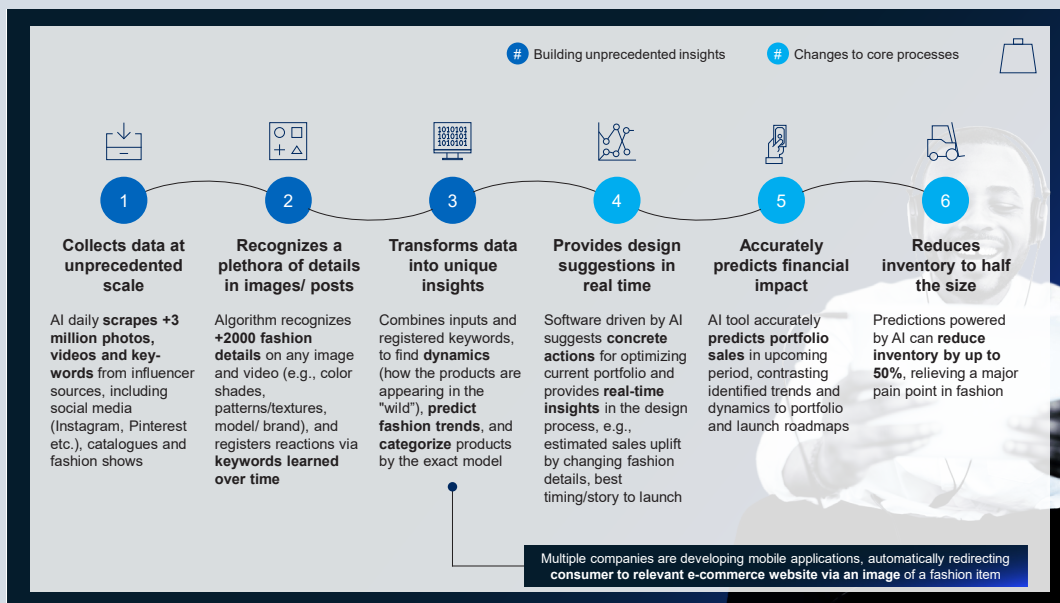 # Building unprecedented insights
# Changes to core processes
1010101
1010101
1010101
1
2
3
4
5
6
Collects data at
unprecedented
scale
AI daily scrapes +3
million photos,
videos and key-
words from influencer
sources, including
social media
(Instagram, Pinterest
etc.), catalogues and
fashion shows
Recognizes a
plethora of details
in images/ posts
Algorithm recognizes
+2000 fashion
details on any image
and video (e.g., color
shades,
patterns/textures,
model/ brand), and
registers reactions via
keywords learned
over time
Transforms data
into unique
insights
Combines inputs and
registered keywords,
to find dynamics
(how the products are
appearing in the
"wild”), predict
fashion trends, and
categorize products
by the exact model
Provides design
suggestions in
real time
Software driven by AI
suggests concrete
actions for optimizing
current portfolio and
provides real-time
insights in the design
process, e.g.,
estimated sales uplift
by changing fashion
details, best
timing/story to launch
Accurately
predicts financial
impact
AI tool accurately
predicts portfolio
sales in upcoming
period, contrasting
identified trends and
dynamics to portfolio
and launch roadmaps
Reduces
inventory to half
the size
Predictions powered
by AI can reduce
inventory by up to
50%, relieving a major
pain point in fashion
Multiple companies are developing mobile applications, automatically redirecting
consumer to relevant e-commerce website via an image of a fashion item